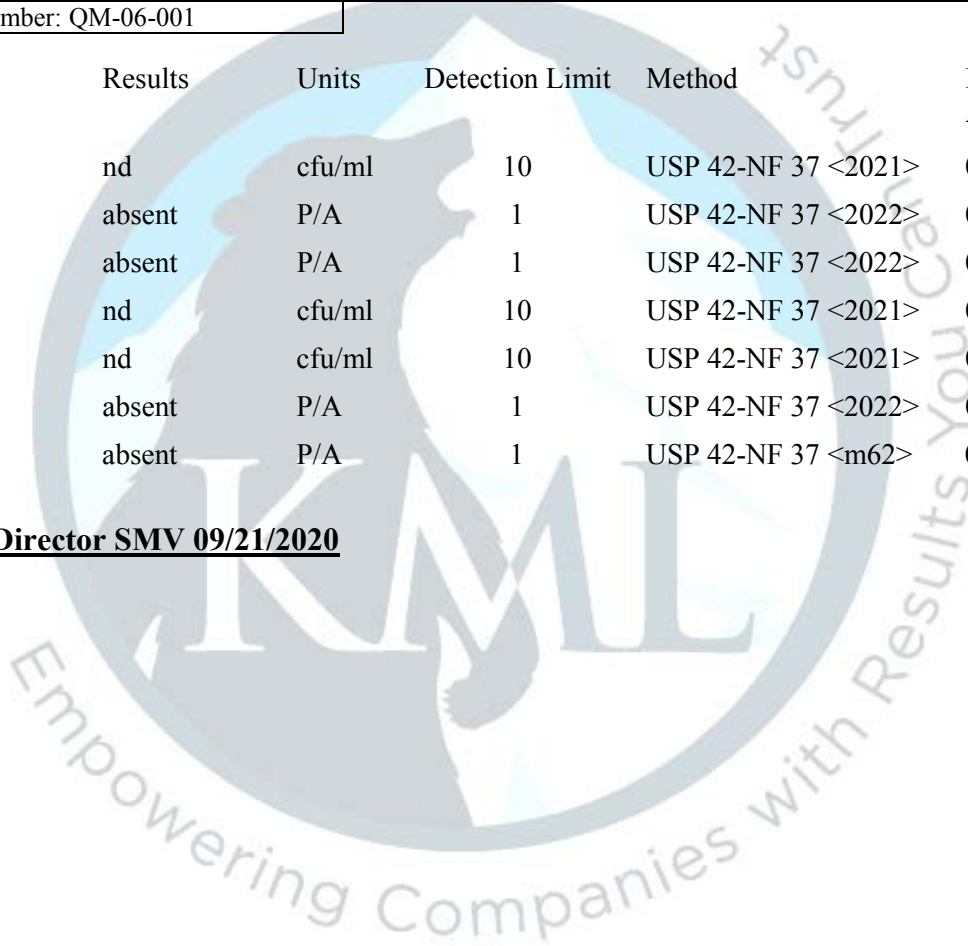 mber: QM-06-001
Results Units Detection Limit Method
nd cfu/ml 10 USP 42-NF 37 <2021>
absent P/A 1 USP 42-NF 37 <2022>
absent P/A 1 USP 42-NF 37 <2022>
nd cfu/ml 10 USP 42-NF 37 <2021>
nd cfu/ml 10 USP 42-NF 37 <2021>
absent P/A 1 USP 42-NF 37 <2022>
absent P/A 1 USP 42-NF 37 <m62>
Director SMV 09/21/2020
KML
Empowering Companies with Results You Can Trust